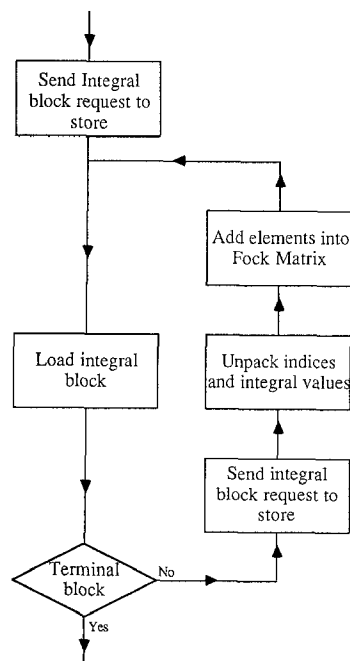 Send Integral
block request to
store
Add elements into
Fock Matrix
Load integral
block
Unpack indices
and integral values
Send integral
block request to
store
Terminal
block
No
Yes